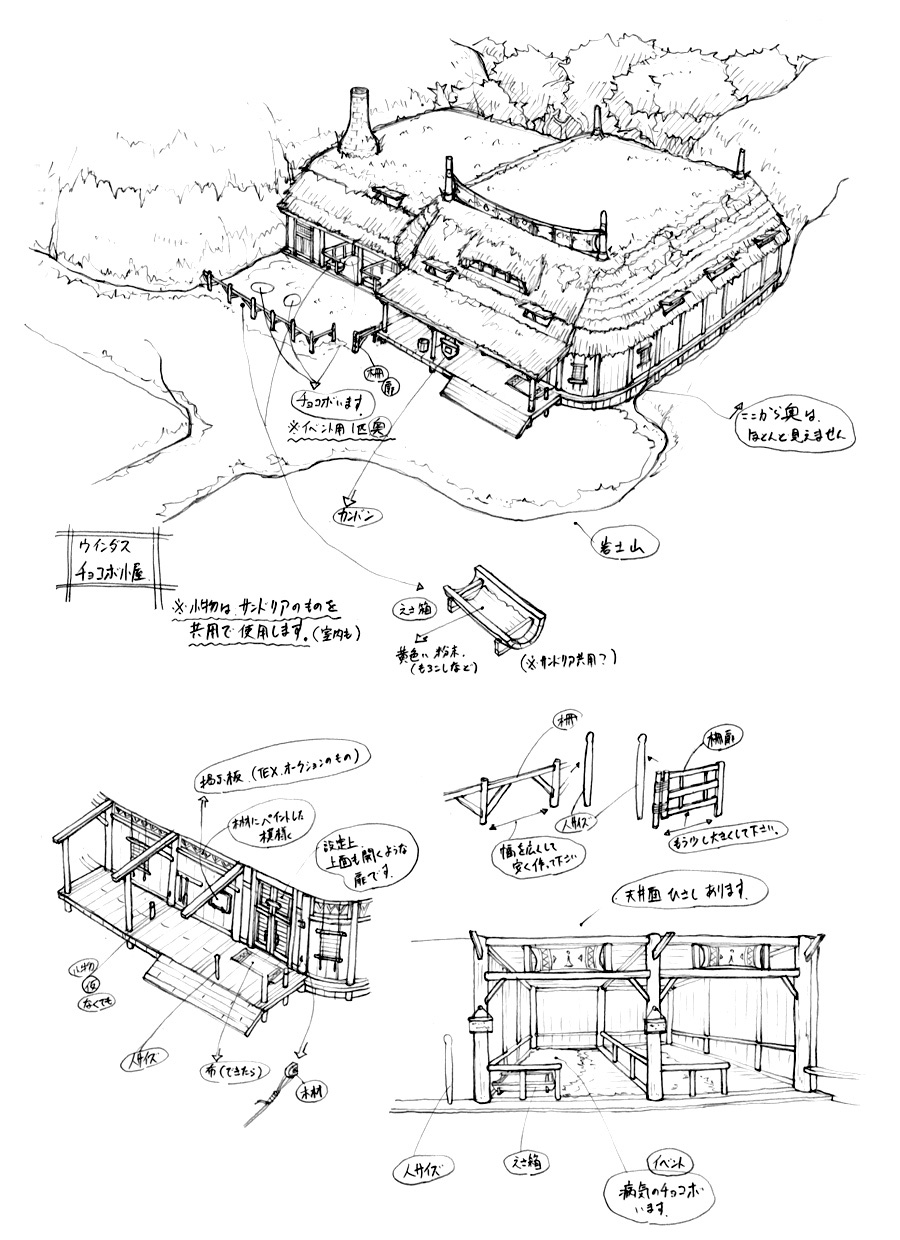 チョコボいます
※イベント用1匹奥
柵
扉
ここから奥は、
ほとんど見えません
カンバン
岩土山
ウインダス
チョコボ小屋
※小物は、サンドリアのものを
共用で使用します。(室内も)
えさ箱
黄色い粉末。
(もろこしなど)
(※サンドリア共用?)
掲示板(TEX.オークションのもの)
木材にペイントした
模様
設定上、
上面も開くような
扉です。
小物
仮
なくても
人サイズ
布(できたら)
木材
柵
柵扉
人サイズ
幅を広くして
安く作って下さい
もう少し大きくして下さい。
天井面 ひさし あります。
人サイズ
えさ箱
イベント
病気のチョコボ
います。